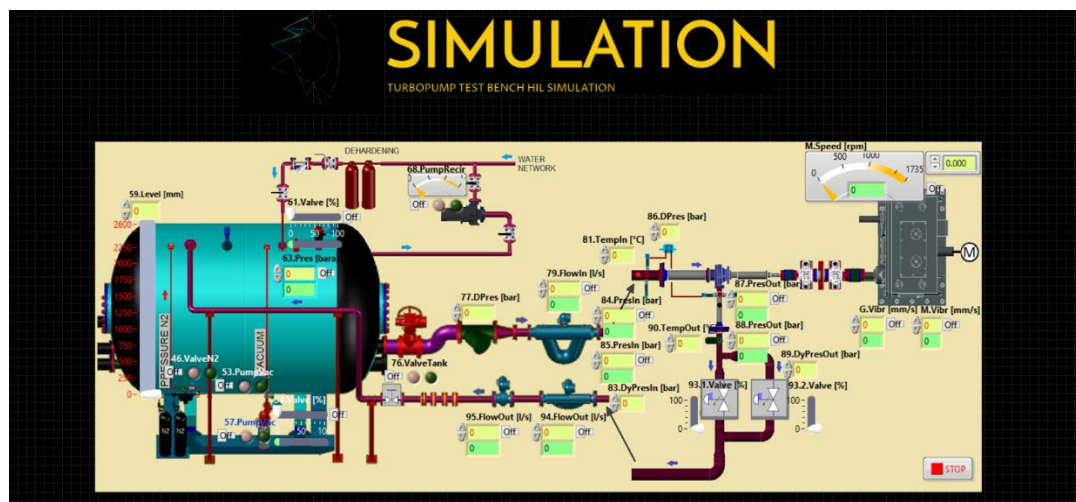 SIMULATION
TURBOPUMP TEST BENCH HIL SIMULATION
M.Speed [rpm]
0 500 1000 1735
0
0.000
Off
DEHARDENING
WATER
NETWORK
68.PumpRecir
Off
59.Level [mm]
0
61.Valve [%]
Off
0 50 100
2600
2250
2000
1750
1500
1250
1000
750
500
250
0
63.Pres [bara]
0 Off
0
PRESSURE N2
VACUUM
46.ValveN2
Off
53.PumpVac
Off
57.PumpVac
Off
N2
N2
77.DPres [bar]
0
76.ValveTank
Off
79.FlowIn [l/s]
0 Off
0
81.TempIn [°C]
0
86.DPres [bar]
0
84.PresIn [bar]
0 Off
0
85.PresIn [bar]
0 Off
0
83.DyPresIn [bar]
0
87.PresOut [bar]
0 Off
0
90.TempOut [°C]
0
88.PresOut [bar]
0 Off
0
89.DyPresOut [bar]
0
G.Vibr [mm/s]
0 Off
0
M.Vibr [mm/s]
0 Off
0
M
93.1.Valve [%]
100
0
93.2.Valve [%]
100
0
95.FlowOut [l/s]
0 Off
0
94.FlowOut [l/s]
0 Off
0
STOP